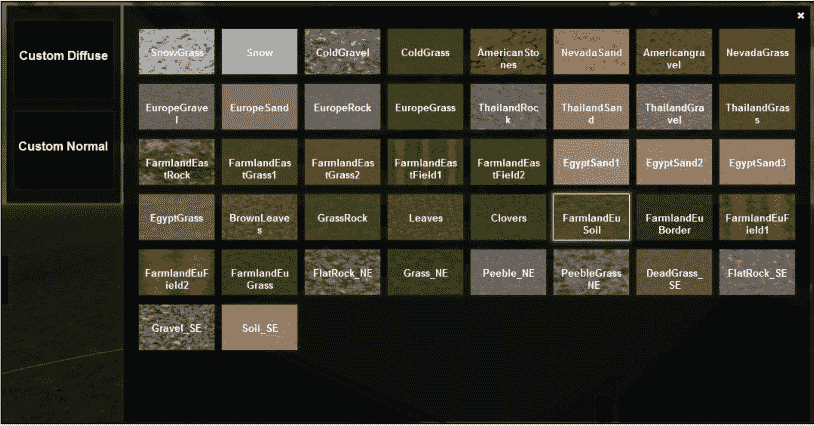 Custom Diffuse
Custom Normal
SnowGrass
Snow
ColdGravel
ColdGrass
AmericanSto
nes
NevadaSand
Americangra
vel
NevadaGrass
EuropeGrave
l
EuropeSand
EuropeRock
EuropeGrass
ThailandRoc
k
ThailandSan
d
ThailandGra
vel
ThailandGras
s
FarmlandEas
tRock
FarmlandEas
tGrass1
FarmlandEas
tGrass2
FarmlandEas
tField1
FarmlandEas
tField2
EgyptSand1
EgyptSand2
EgyptSand3
EgyptGrass
BrownLeave
s
GrassRock
Leaves
Clovers
FarmlandEu
Soil
FarmlandEu
Border
FarmlandEuF
ield1
FarmlandEuF
ield2
FarmlandEu
Grass
FlatRock_NE
Grass_NE
Peeble_NE
PeebleGrass
NE
DeadGrass_
SE
FlatRock_SE
Gravel_SE
Soil_SE